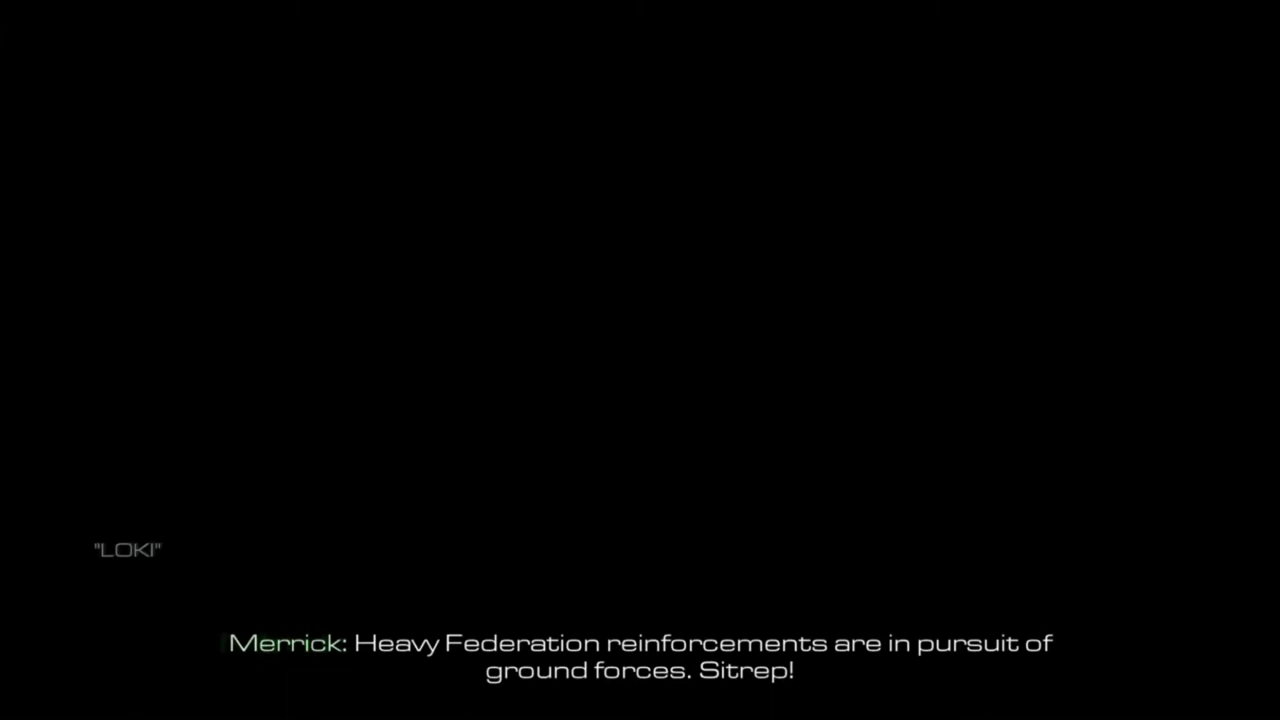 "LOKI"
Merrick: Heavy Federation reinforcements are in pursuit of
ground forces. Sitrep!